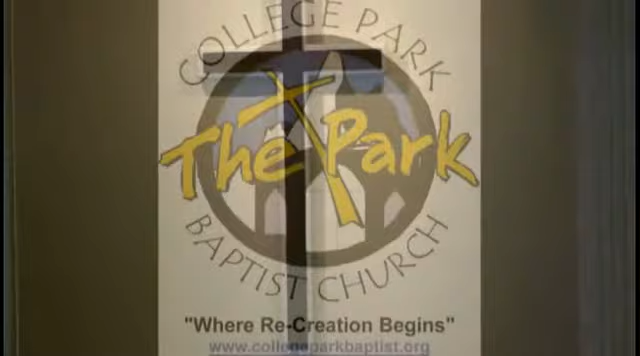 COLLEGE PARK
The Park
BAPTIST CHURCH
"Where Re-Creation Begins"
www.collegeparkbaptist.org